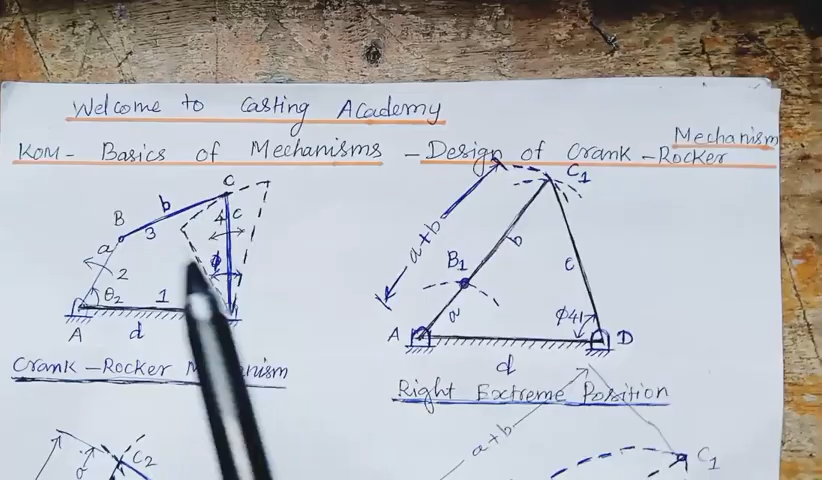 Welcome to Casting Academy
KOM- Basics of Mechanisms - Design of Crank-Rocker Mechanism
C
b
B
3
4
c
a
φ
2
θ2
1
A
d
Crank-Rocker
C1
a+b
b
B1
c
a
φ41
A
D
d
Right Extreme Position
a+b
C2
C1